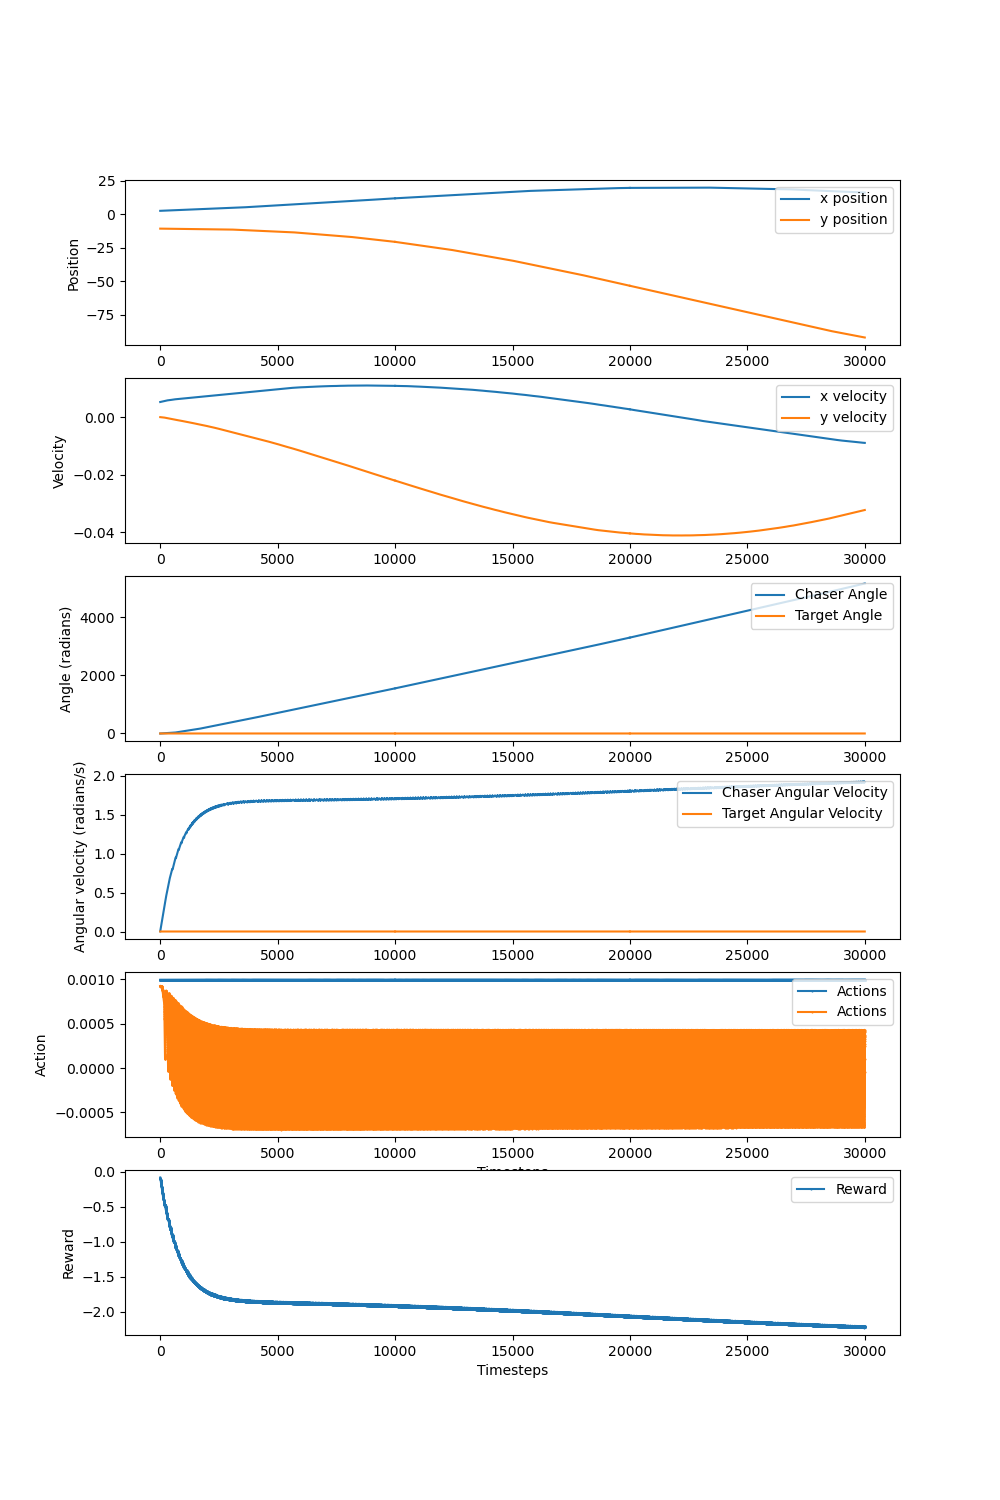 25
0
−25
−50
−75
Position
x position
y position
0 5000 10000 15000 20000 25000 30000
0.00
−0.02
−0.04
Velocity
x velocity
y velocity
0 5000 10000 15000 20000 25000 30000
4000
2000
0
Angle (radians)
Chaser Angle
Target Angle
0 5000 10000 15000 20000 25000 30000
2.0
1.5
1.0
0.5
0.0
Angular velocity (radians/s)
Chaser Angular Velocity
Target Angular Velocity
0 5000 10000 15000 20000 25000 30000
0.0010
0.0005
0.0000
−0.0005
Action
Actions
Actions
0 5000 10000 15000 20000 25000 30000
Timesteps
0.0
−0.5
−1.0
−1.5
−2.0
Reward
Reward
0 5000 10000 15000 20000 25000 30000
Timesteps